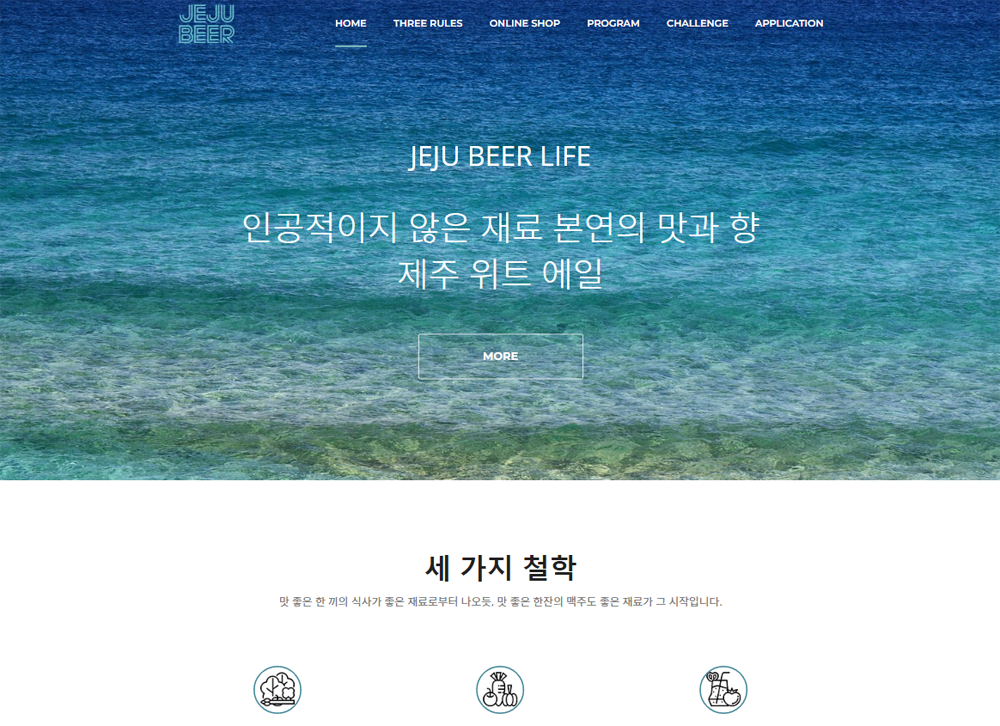 JEJU
BEER
HOME THREE RULES ONLINE SHOP PROGRAM CHALLENGE APPLICATION
JEJU BEER LIFE
인공적이지 않은 재료 본연의 맛과 향
제주 위트 에일
MORE
세 가지 철학
맛 좋은 한 끼의 식사가 좋은 재료로부터 나오듯, 맛 좋은 한잔의 맥주도 좋은 재료가 그 시작입니다.